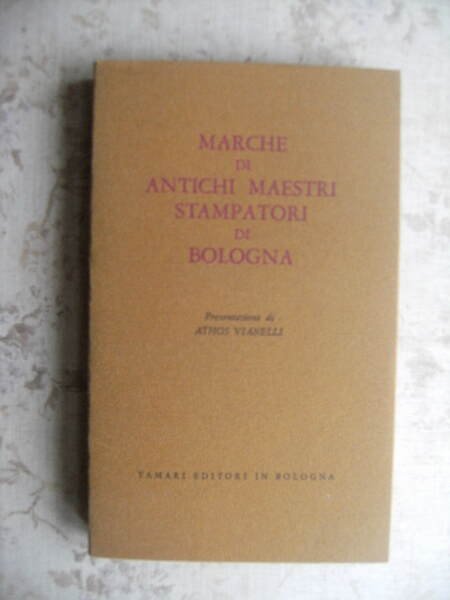 MARCHE
DI
ANTICHI MAESTRI
STAMPATORI
DI
BOLOGNA
Presentazione di
ATHOS VIANELLI
TAMARI EDITORI IN BOLOGNA